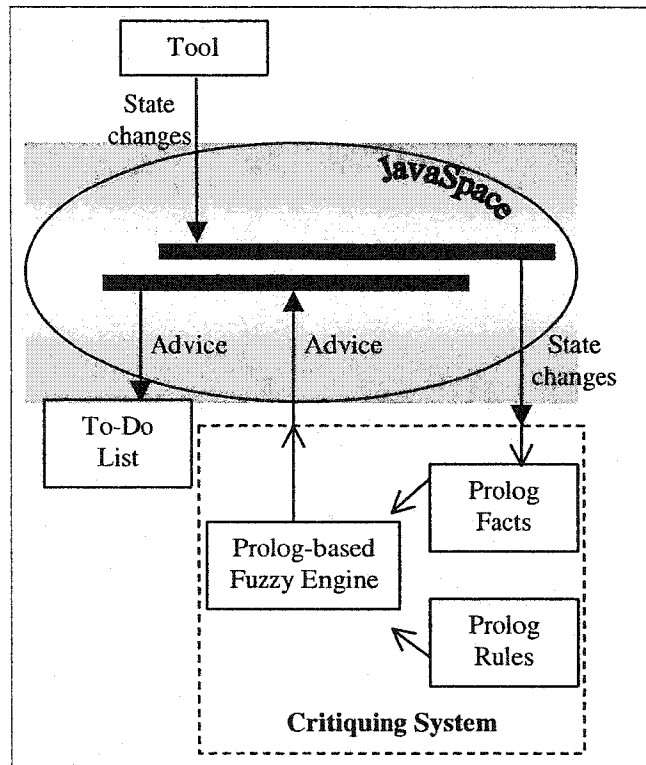 Tool
State
changes
JavaSpace
Advice
Advice
State
changes
To-Do
List
Prolog
Facts
Prolog-based
Fuzzy Engine
Prolog
Rules
Critiquing System